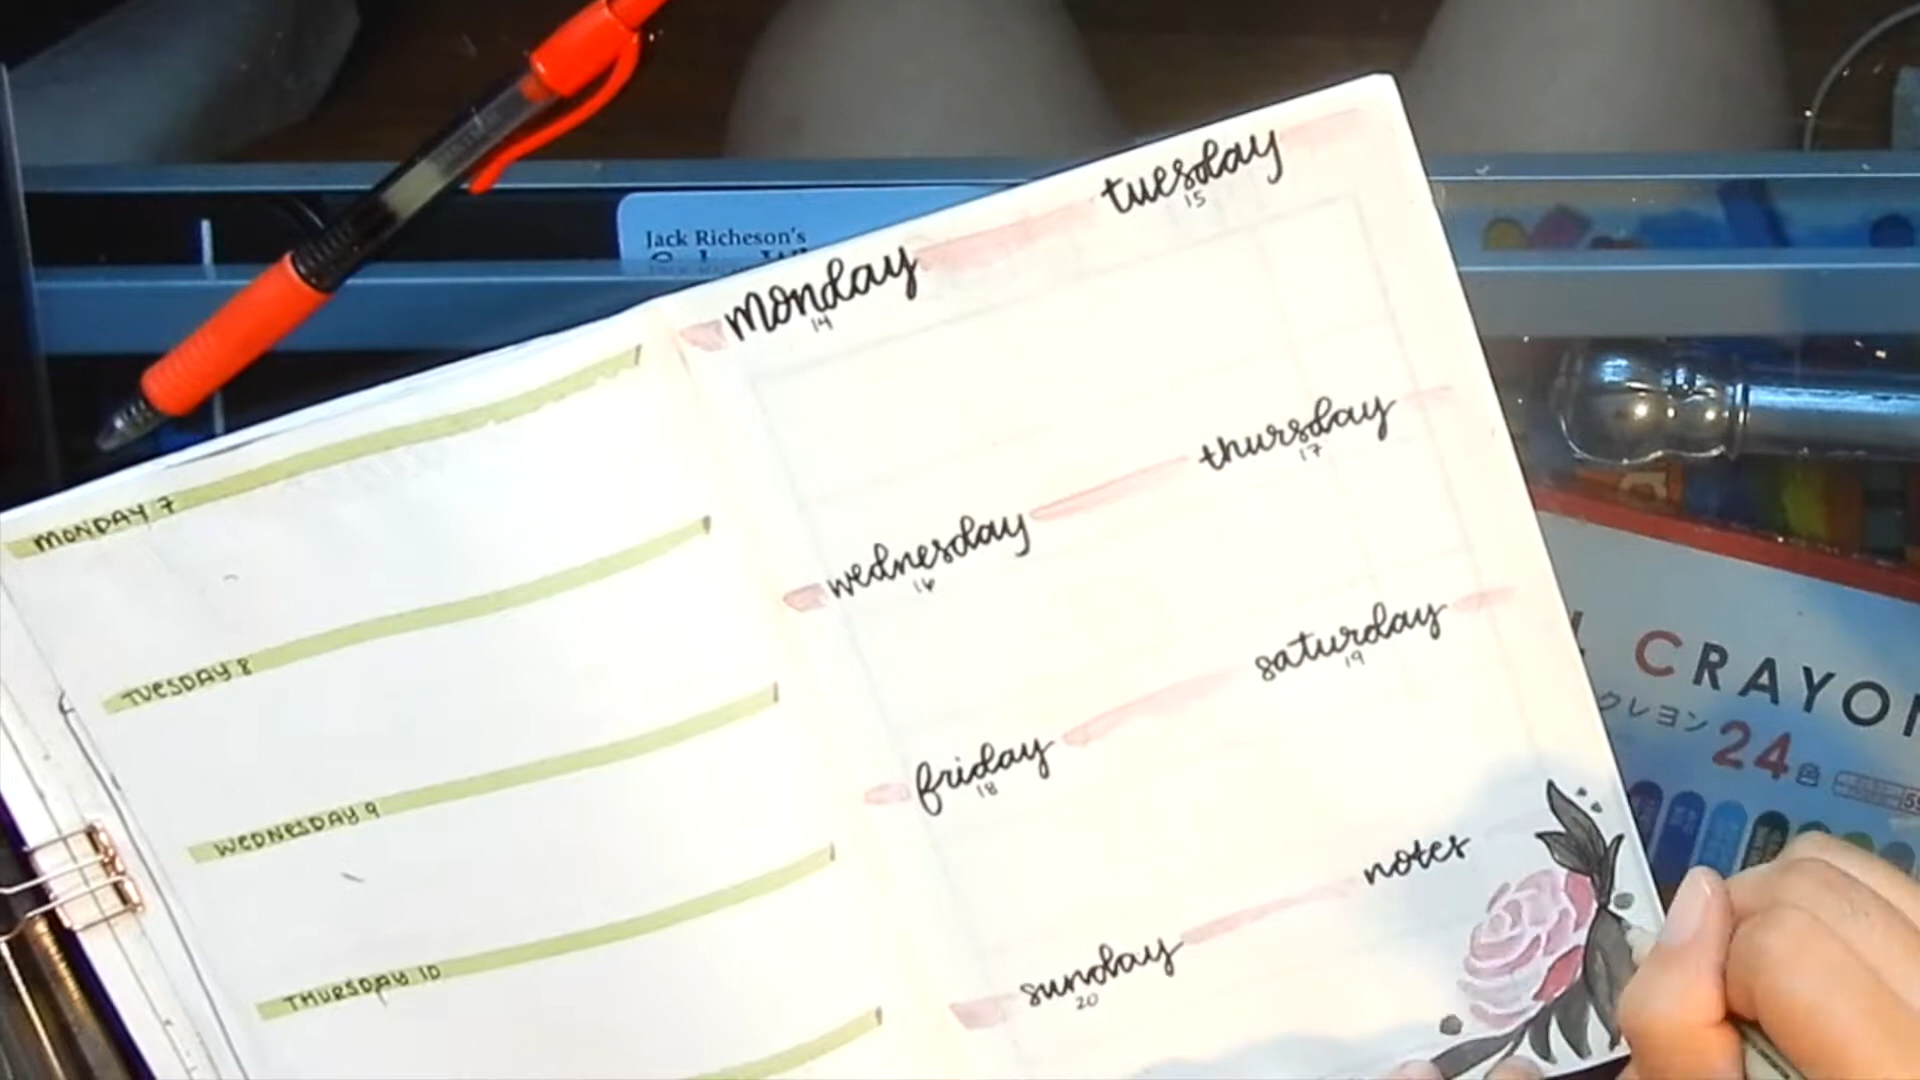 Jack Richeson's
MONDAY 7
TUESDAY 8
WEDNESDAY 9
THURSDAY 10
monday
14
tuesday
15
wednesday
16
thursday
17
friday
18
saturday
19
sunday
20
notes
CRAYON
クレヨン
24色